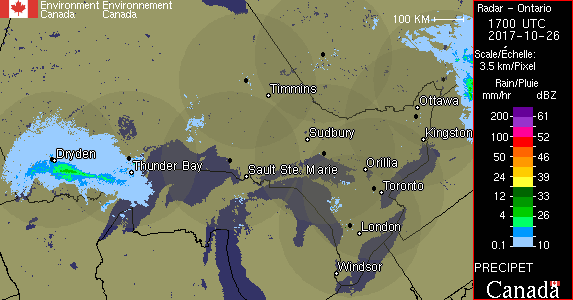 Environment Environnement
Canada Canada
100 KM
Timmins
Ottawa
Sudbury
Kingston
Dryden
Thunder Bay
Sault Ste. Marie
Orillia
Toronto
London
Windsor
Radar - Ontario
1700 UTC
2017-10-26
Scale/Échelle:
3.5 km/Pixel
Rain/Pluie
mm/hr dBZ
200 61
100 52
50 46
24 39
12 33
4 26
0.1 10
PRECIPET
Canada